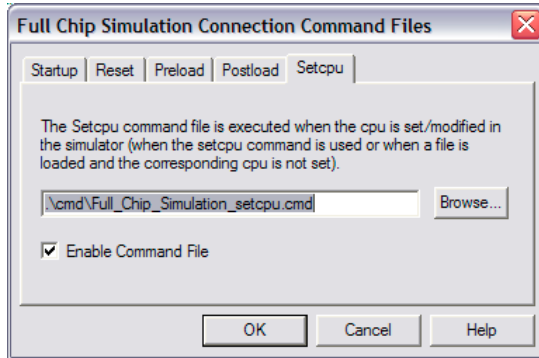 Full Chip Simulation Connection Command Files
Startup Reset Preload Postload Setcpu
The Setcpu command file is executed when the cpu is set/modified in
the simulator (when the setcpu command is used or when a file is
loaded and the corresponding cpu is not set).
.\cmd\Full_Chip_Simulation_setcpu.cmd Browse...
Enable Command File
OK Cancel Help